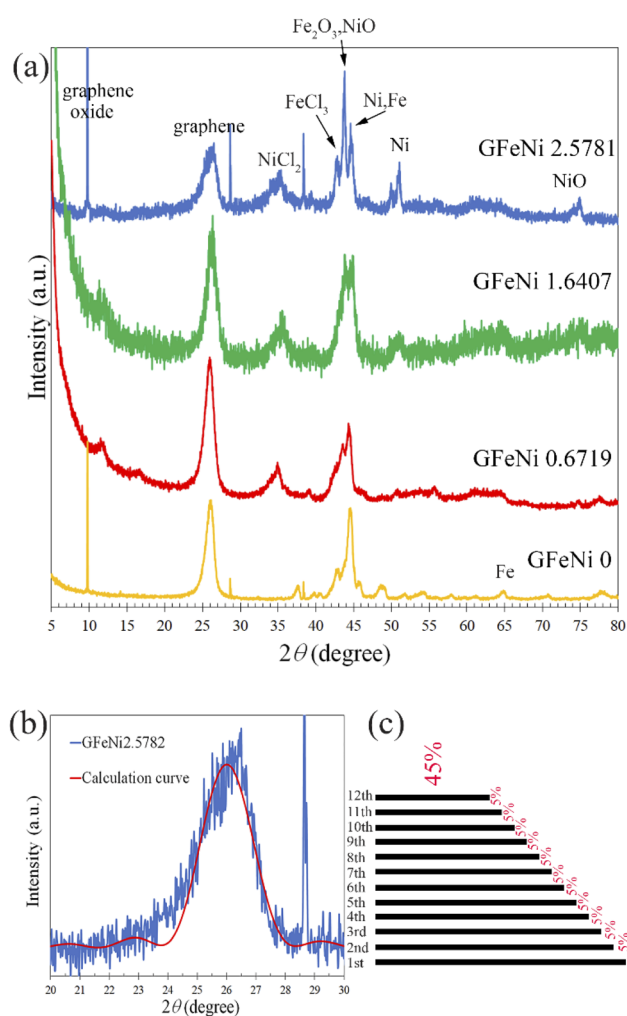 (a)
Fe₂O₃,NiO
graphene
oxide
graphene
FeCl₃
Ni,Fe
NiCl₂
Ni
NiO
GFeNi 2.5781
GFeNi 1.6407
GFeNi 0.6719
GFeNi 0
Fe
Intensity (a.u.)
5 10 15 20 25 30 35 40 45 50 55 60 65 70 75 80
2θ (degree)
(b)
GFeNi2.5782
Calculation curve
Intensity (a.u.)
20 21 22 23 24 25 26 27 28 29 30
2θ (degree)
(c)
45%
12th 5%
11th 5%
10th 5%
9th 5%
8th 5%
7th 5%
6th 5%
5th 5%
4th 5%
3rd 5%
2nd 5%
1st